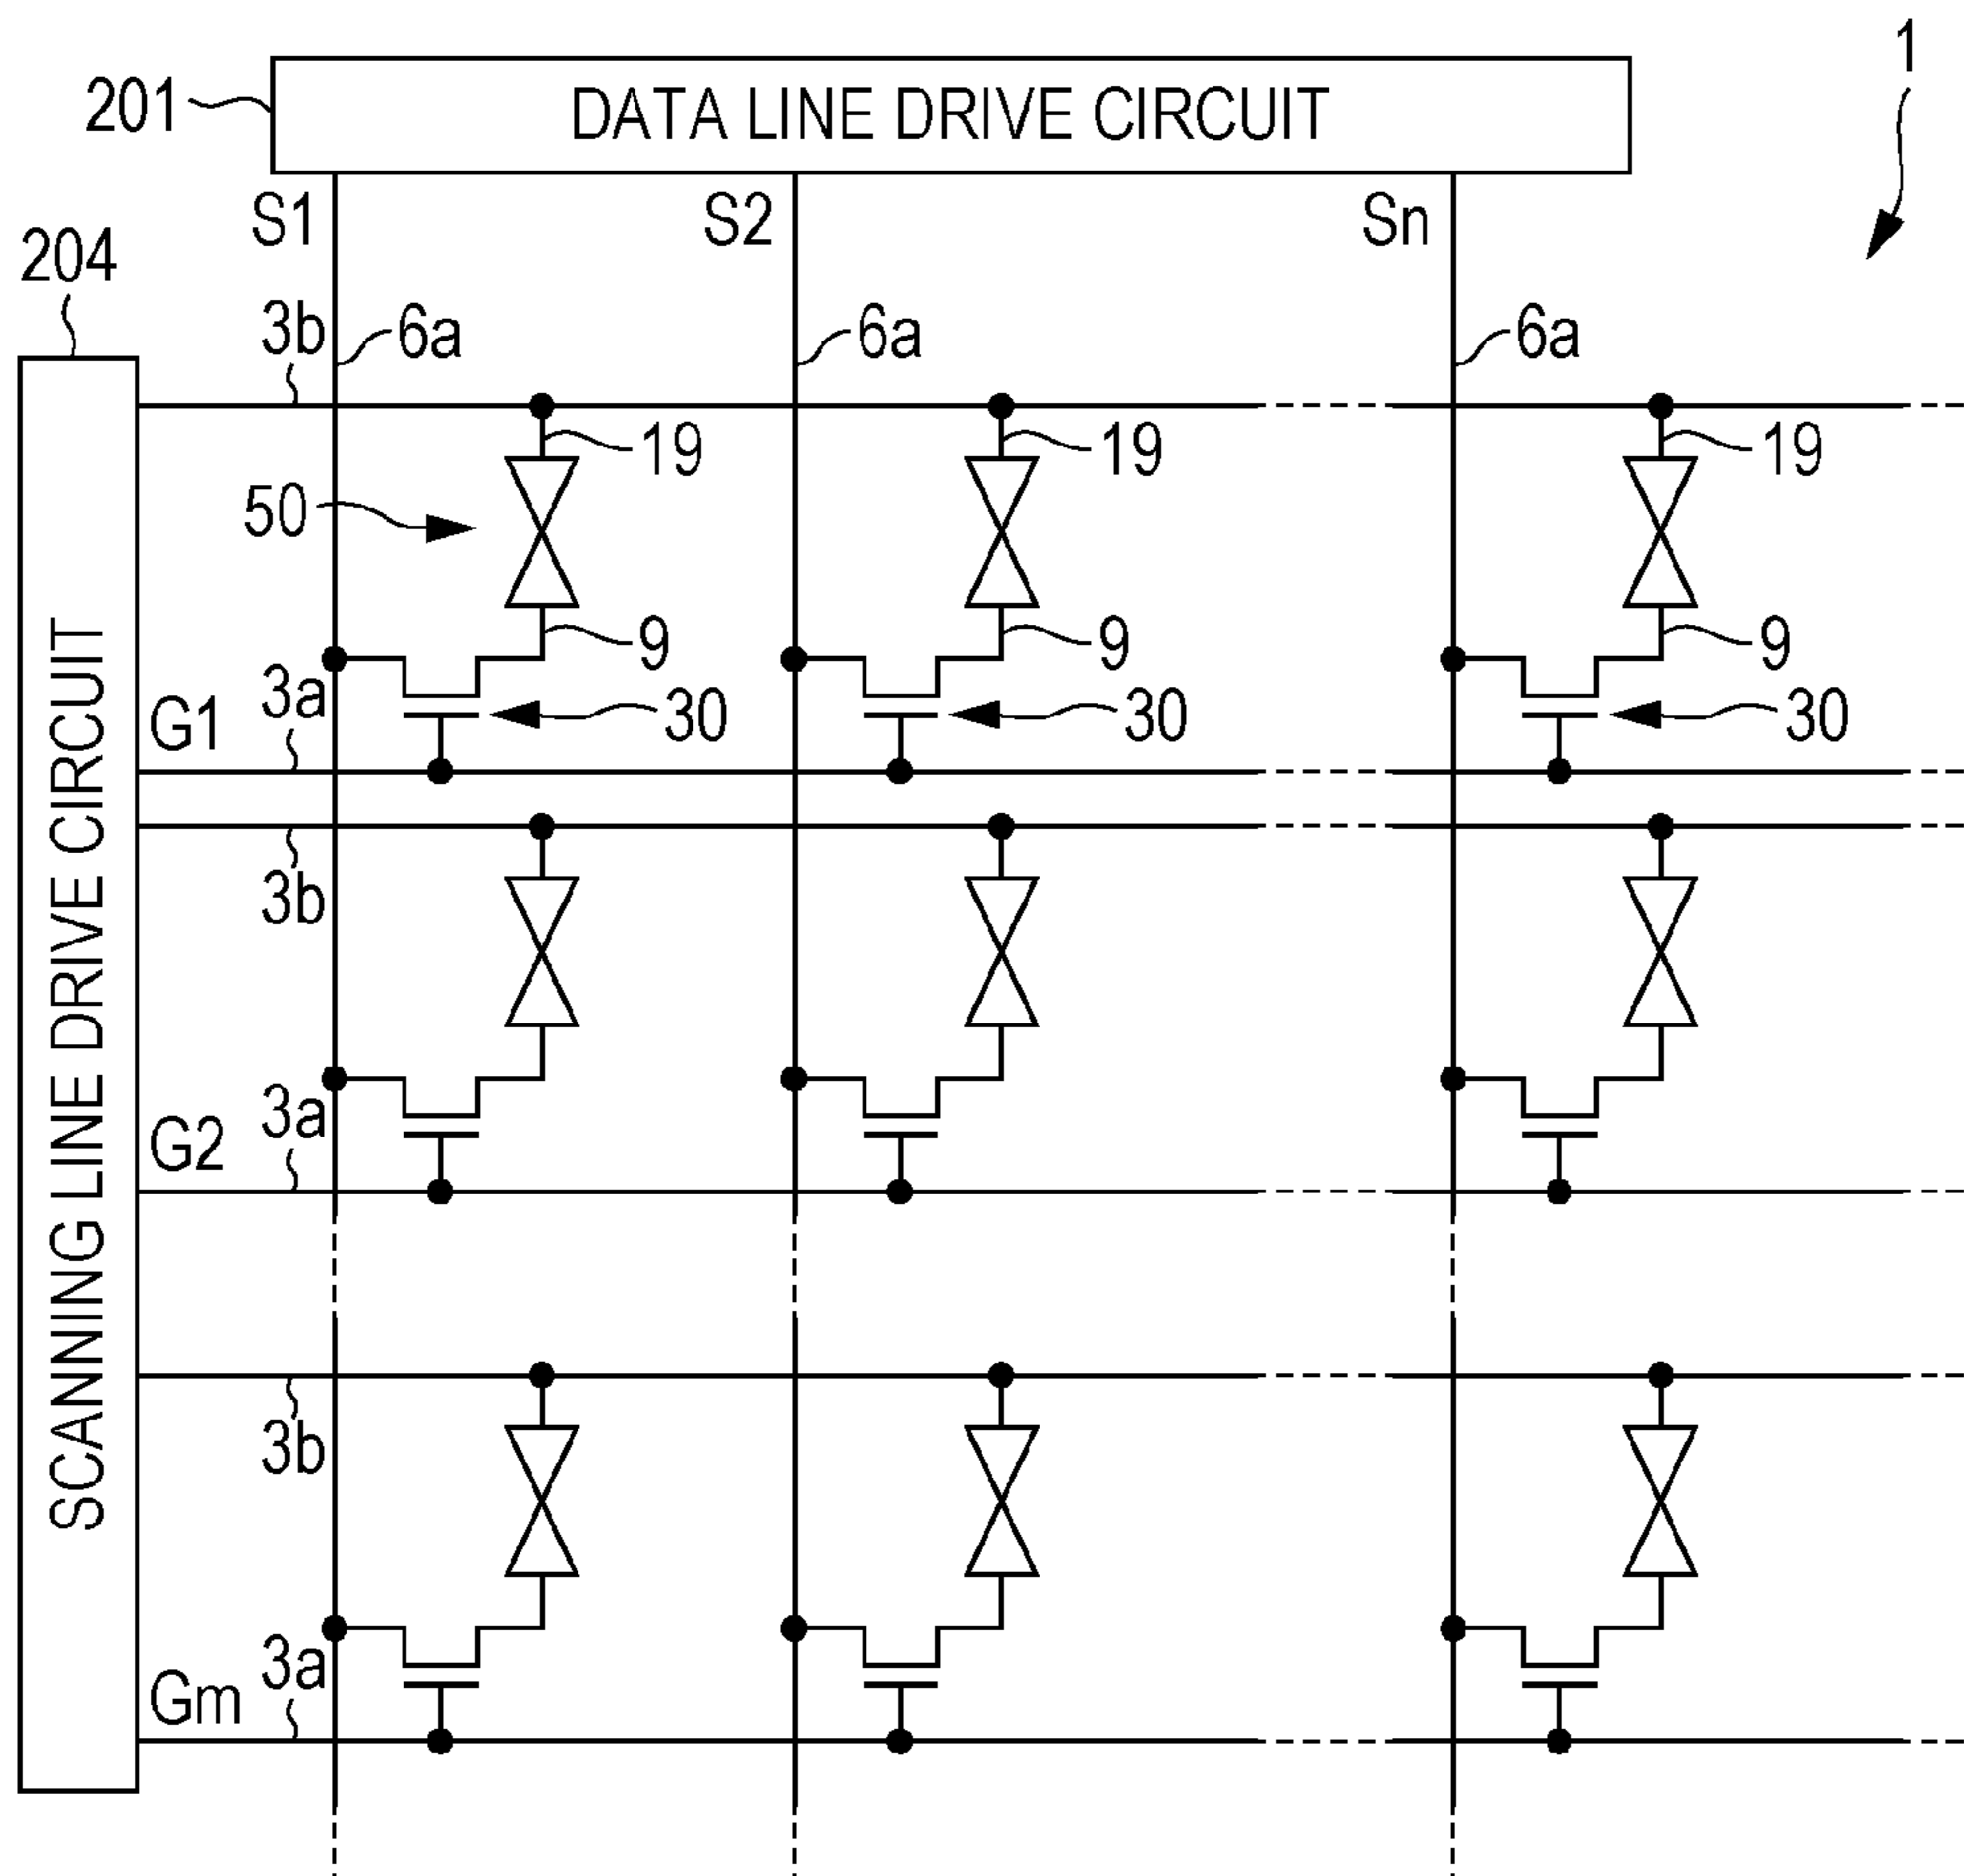 1
201
DATA LINE DRIVE CIRCUIT
S1 S2 Sn
204
3b 6a 6a 6a
19 19 19
50
9 9 9
3a
G1 30 30 30
3b
3a
G2
SCANNING LINE DRIVE CIRCUIT
3b
3a
Gm